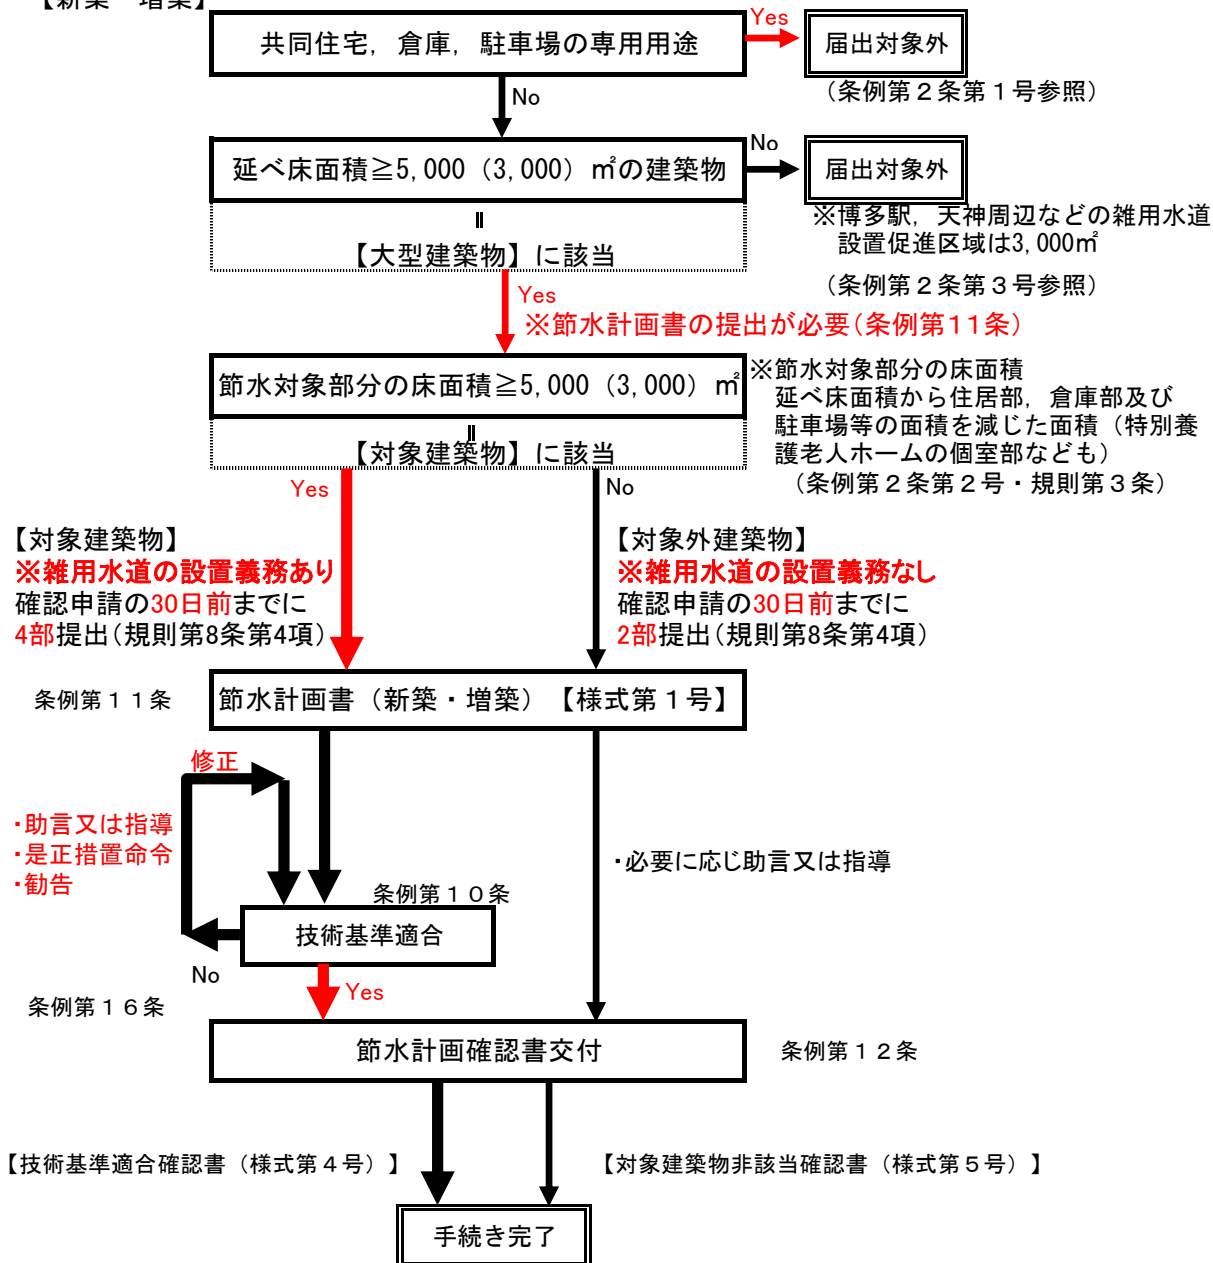 【新築・増築】
共同住宅，倉庫，駐車場の専用用途
Yes
届出対象外
（条例第２条第１号参照）
No
延べ床面積≧5,000（3,000）㎡の建築物
No
届出対象外
※博多駅，天神周辺などの雑用水道
設置促進区域は3,000㎡
（条例第２条第３号参照）
॥
【大型建築物】に該当
Yes
※節水計画書の提出が必要（条例第11条）
節水対象部分の床面積≧5,000（3,000）㎡
※節水対象部分の床面積
延べ床面積から住居部，倉庫部及び
駐車場等の面積を減じた面積（特別養
護老人ホームの個室部なども）
（条例第２条第２号・規則第３条）
॥
【対象建築物】に該当
Yes
No
【対象建築物】
※雑用水道の設置義務あり
確認申請の30日前までに
4部提出（規則第8条第4項）
【対象外建築物】
※雑用水道の設置義務なし
確認申請の30日前までに
2部提出（規則第8条第4項）
条例第１１条
節水計画書（新築・増築）【様式第１号】
修正
・助言又は指導
・是正措置命令
・勧告
・必要に応じ助言又は指導
条例第１０条
技術基準適合
No
Yes
条例第１６条
節水計画確認書交付
条例第１２条
【技術基準適合確認書（様式第４号）】
【対象建築物非該当確認書（様式第５号）】
手続き完了